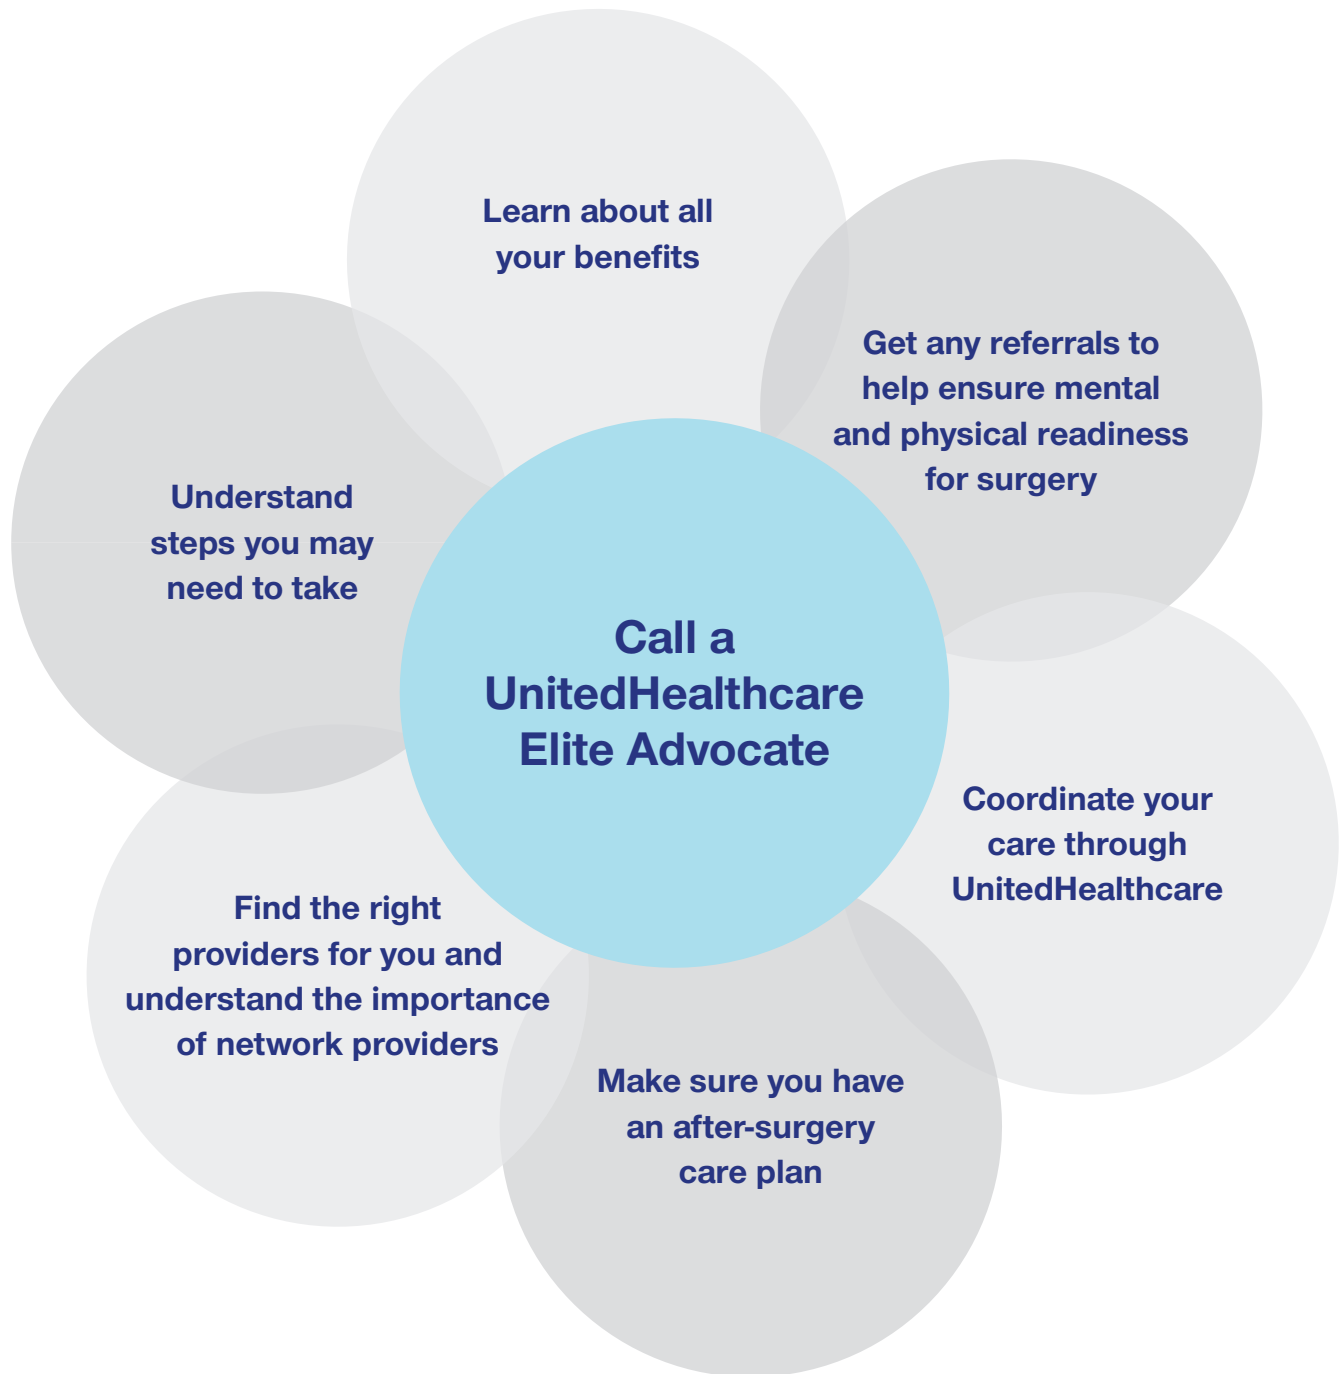 Learn about all
your benefits
Get any referrals to
help ensure mental
and physical readiness
for surgery
Understand
steps you may
need to take
Call a
UnitedHealthcare
Elite Advocate
Coordinate your
care through
UnitedHealthcare
Find the right
providers for you and
understand the importance
of network providers
Make sure you have
an after-surgery
care plan